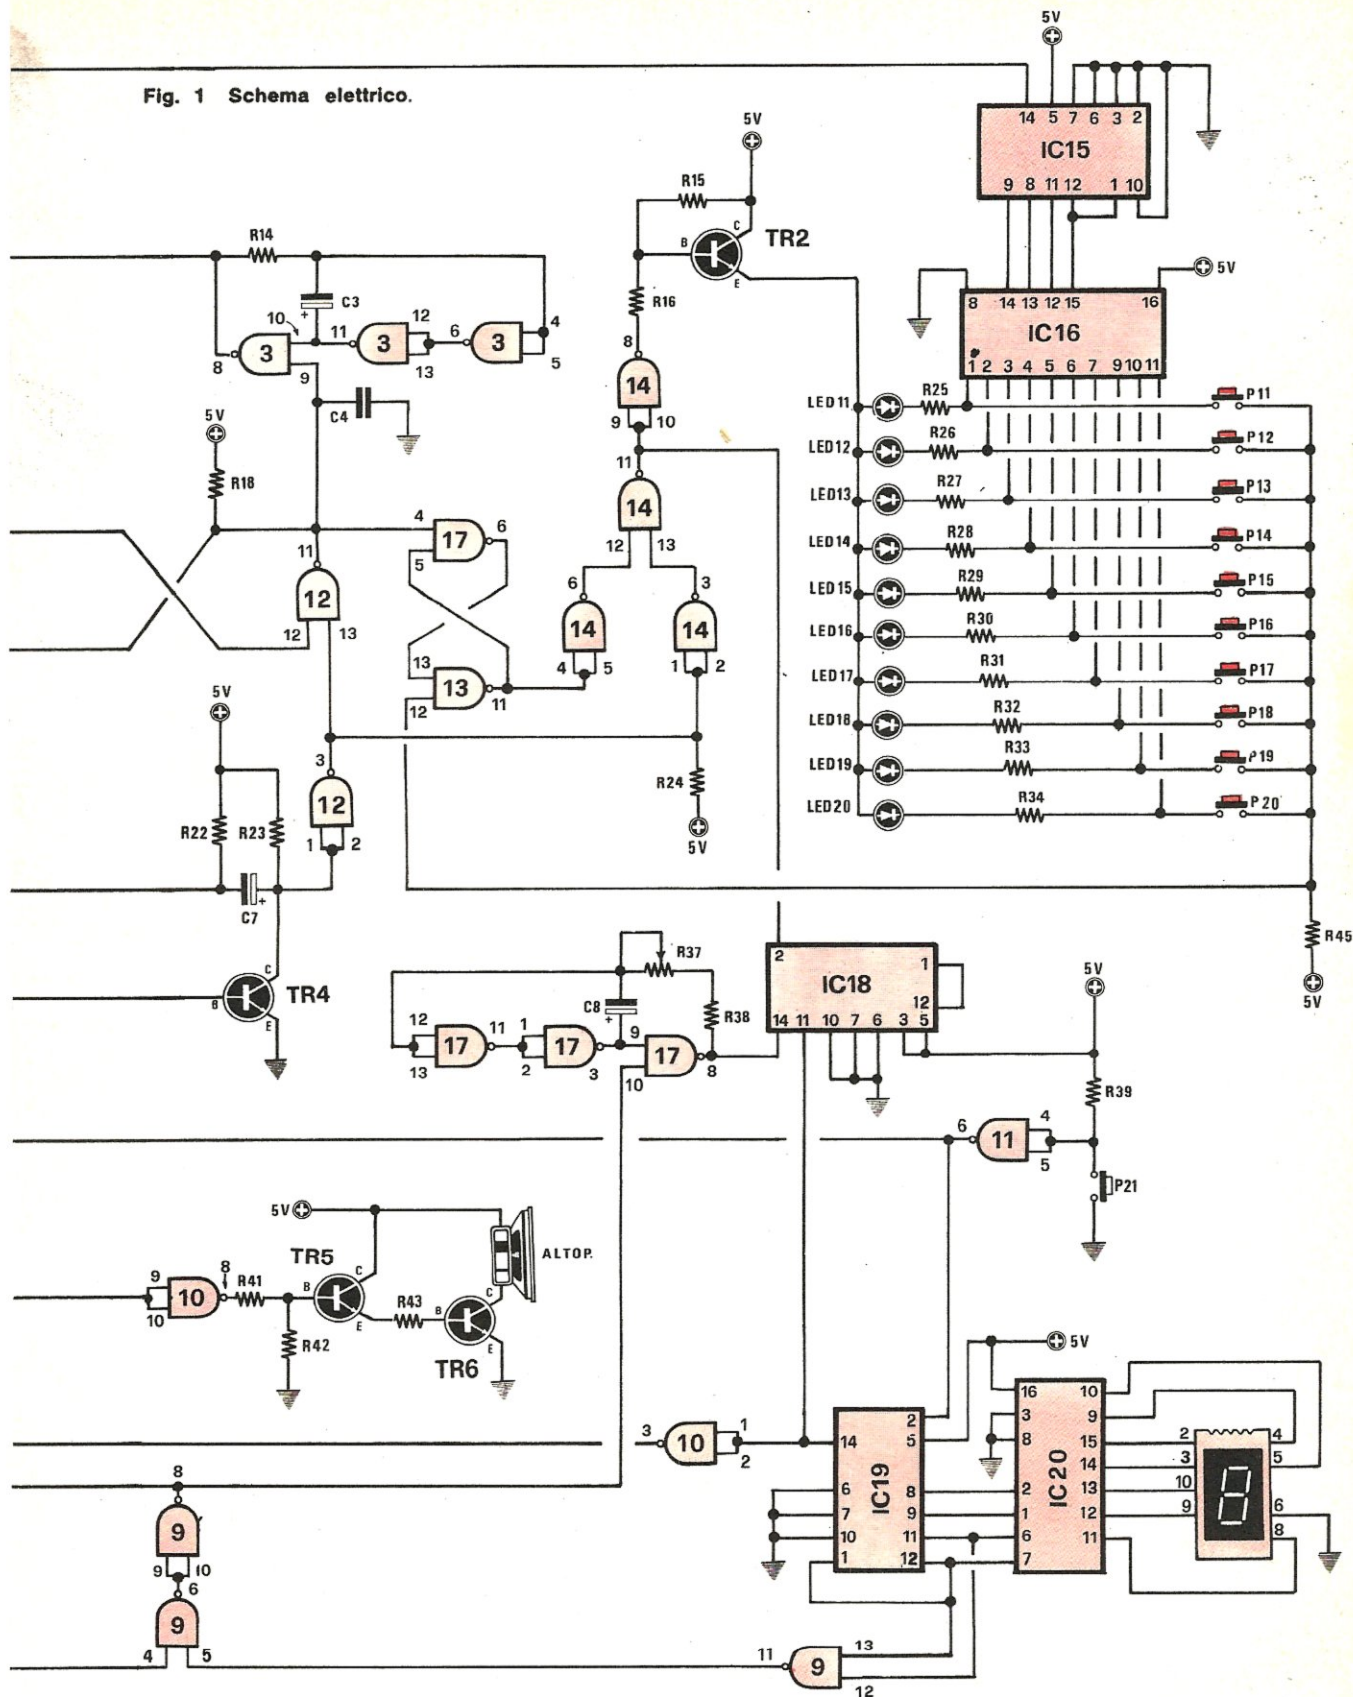 5V
Fig. 1 Schema elettrico.
14 5 7 6 3 2
IC15
9 8 11 12 1 10
5V
R15
B C E
TR2
R14
C3
+
R16
5V
8 14 13 12 15 16
IC16
1 2 3 4 5 6 7 9 10 11
10 11 12 6 4
8 3 3 3
9 13 5
8
14
9 10
C4
5V
R18
LED11 R25 P11
LED12 R26 P12
LED13 R27 P13
LED14 R28 P14
LED15 R29 P15
LED16 R30 P16
LED17 R31 P17
LED18 R32 P18
LED19 R33 P19
LED20 R34 P20
11
14
12 13
4 17 6
5
11
12
12 13
6 3
14 14
4 5 1 2
13
13
12 11
5V
R22 R23
3
12
1 2
R24
5V
C7
+
R45
5V
B C E
TR4
R37
C8
+
R38
12 17 11
13
1 17
2 3
9 17
10 8
2 1
IC18
12
14 11 10 7 6 3 5
5V
R39
6 11 4
5
P21
5V
TR5
B C E
ALTOP.
9 10 8
10
R41
R42
R43
B C E
TR6
5V
3 10 1
2
2
14 5
IC19
6 8
7 9
10 11
1 12
16 10
3 9
8 15
IC20
14
2 13
1 12
6 11
7
2 4
3 5
10
9 6
8
8
9
9 10
6
9
4 5
11 9 13
12